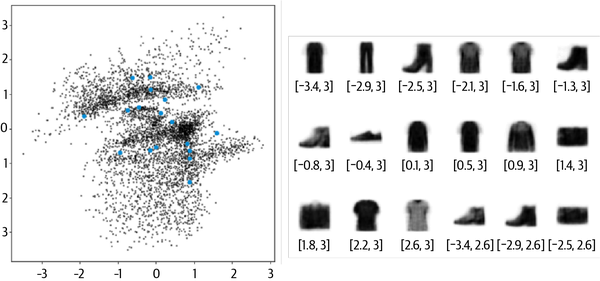 3
2
1
0
1
2
3
-3 -2 -1 0 1 2 3
[−3.4, 3] [−2.9, 3] [−2.5, 3] [−2.1, 3] [−1.6, 3] [−1.3, 3]
[−0.8, 3] [−0.4, 3] [0.1, 3] [0.5, 3] [0.9, 3] [1.4, 3]
[1.8, 3] [2.2, 3] [2.6, 3] [−3.4, 2.6] [−2.9, 2.6] [−2.5, 2.6]